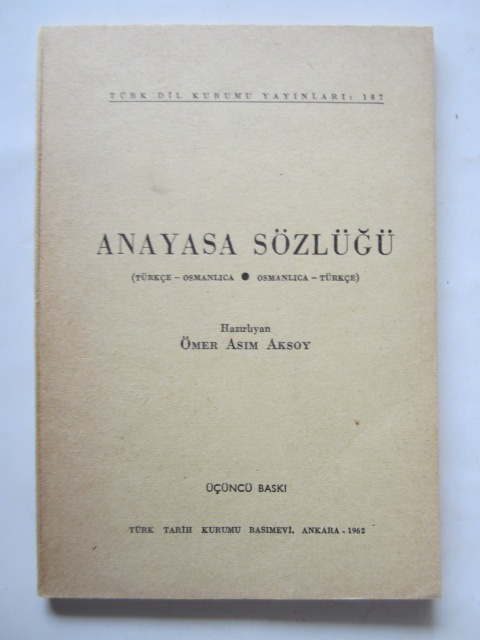 TÜRK DİL KURUMU YAYINLARI: 187
ANAYASA SÖZLÜĞÜ
(TÜRKÇE – OSMANLICA ● OSMANLICA – TÜRKÇE)
Hazırlıyan
ÖMER ASIM AKSOY
ÜÇÜNCÜ BASKI
TÜRK TARİH KURUMU BASIMEVİ, ANKARA - 1962